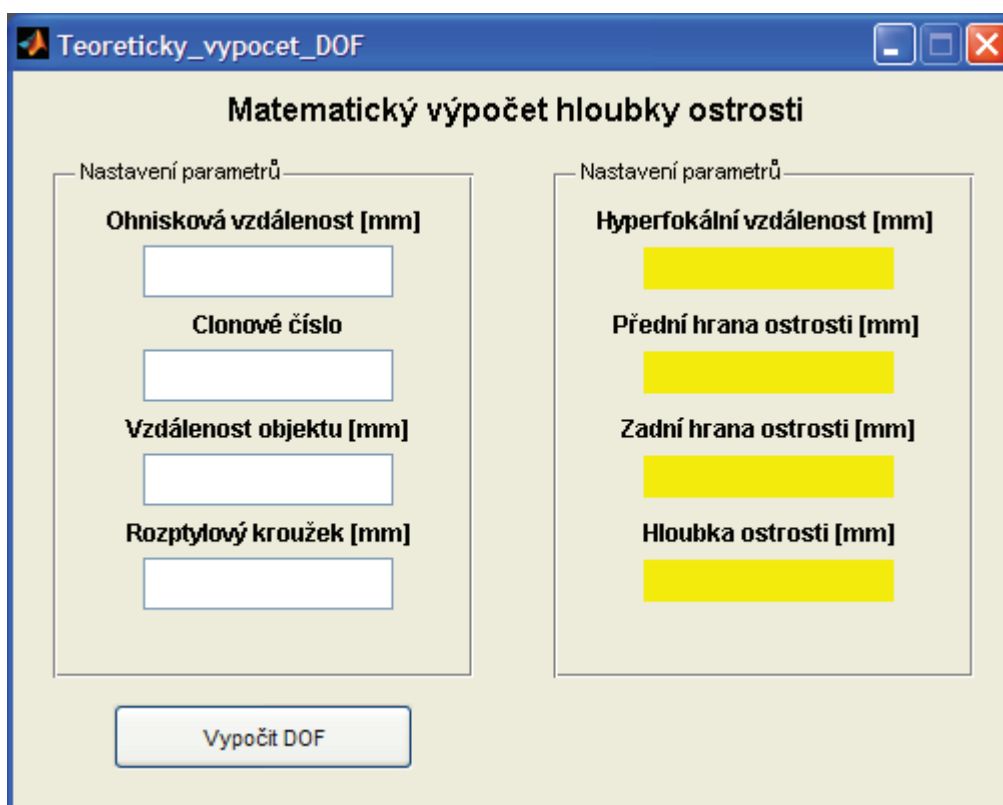 Teoreticky_vypocet_DOF
Matematický výpočet hloubky ostrosti
Nastavení parametrů
Ohnisková vzdálenost [mm]
Clonové číslo
Vzdálenost objektu [mm]
Rozptylový kroužek [mm]
Nastavení parametrů
Hyperfokální vzdálenost [mm]
Přední hrana ostrosti [mm]
Zadní hrana ostrosti [mm]
Hloubka ostrosti [mm]
Vypočit DOF